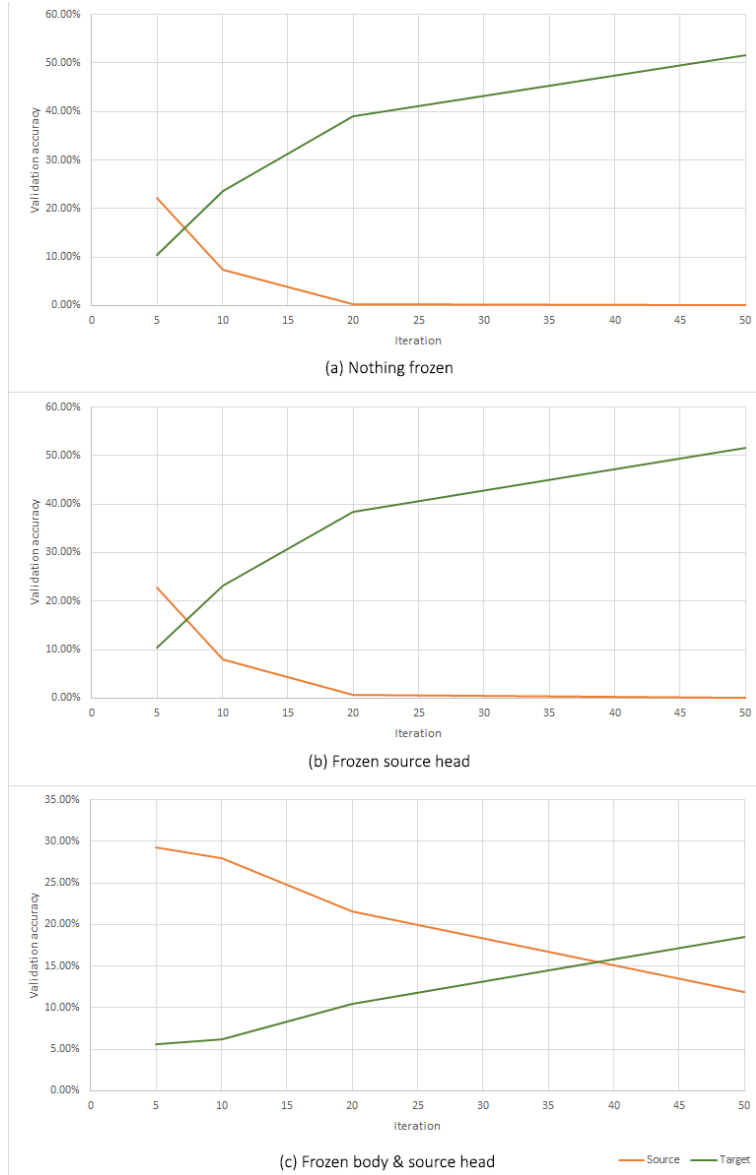 60.00%
50.00%
40.00%
30.00%
20.00%
10.00%
0.00%
Validation accuracy
0 5 10 15 20 25 30 35 40 45 50
Iteration
(a) Nothing frozen
60.00%
50.00%
40.00%
30.00%
20.00%
10.00%
0.00%
Validation accuracy
0 5 10 15 20 25 30 35 40 45 50
Iteration
(b) Frozen source head
35.00%
30.00%
25.00%
20.00%
15.00%
10.00%
5.00%
0.00%
Validation accuracy
0 5 10 15 20 25 30 35 40 45 50
Iteration
(c) Frozen body & source head
Source Target